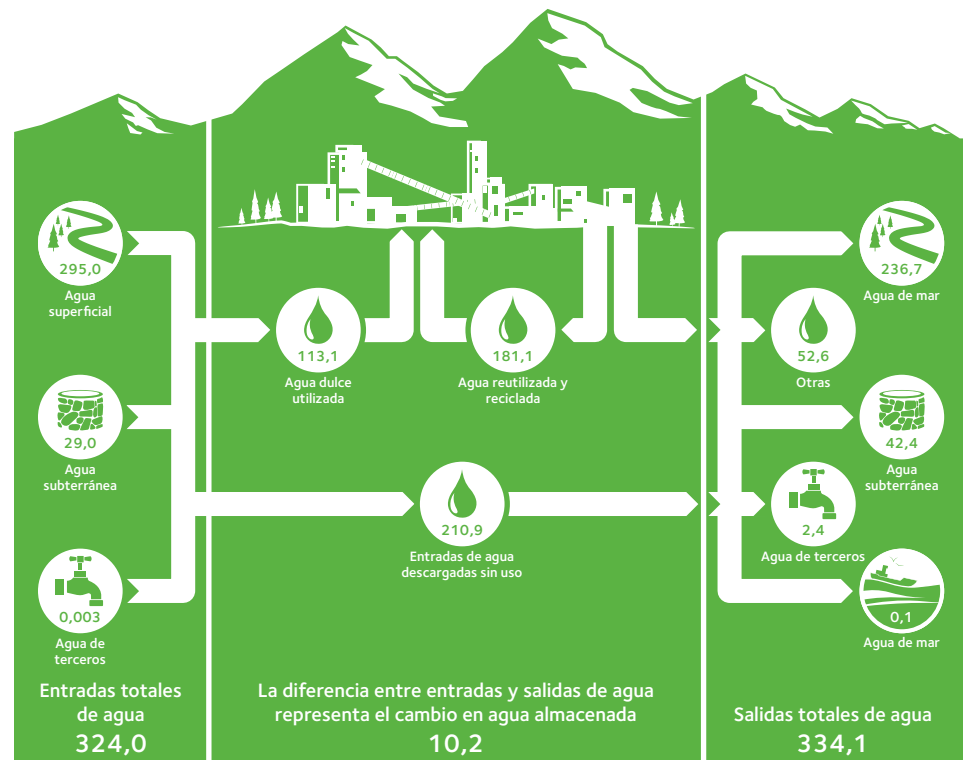 295,0
Agua
superficial
29,0
Agua
subterránea
0,003
Agua de
terceros
Entradas totales
de agua
324,0
113,1
Agua dulce
utilizada
181,1
Agua reutilizada y
reciclada
210,9
Entradas de agua
descargadas sin uso
La diferencia entre entradas y salidas de agua
representa el cambio en agua almacenada
10,2
236,7
Agua de mar
52,6
Otras
42,4
Agua
subterránea
2,4
Agua de terceros
0,1
Agua de mar
Salidas totales de agua
334,1